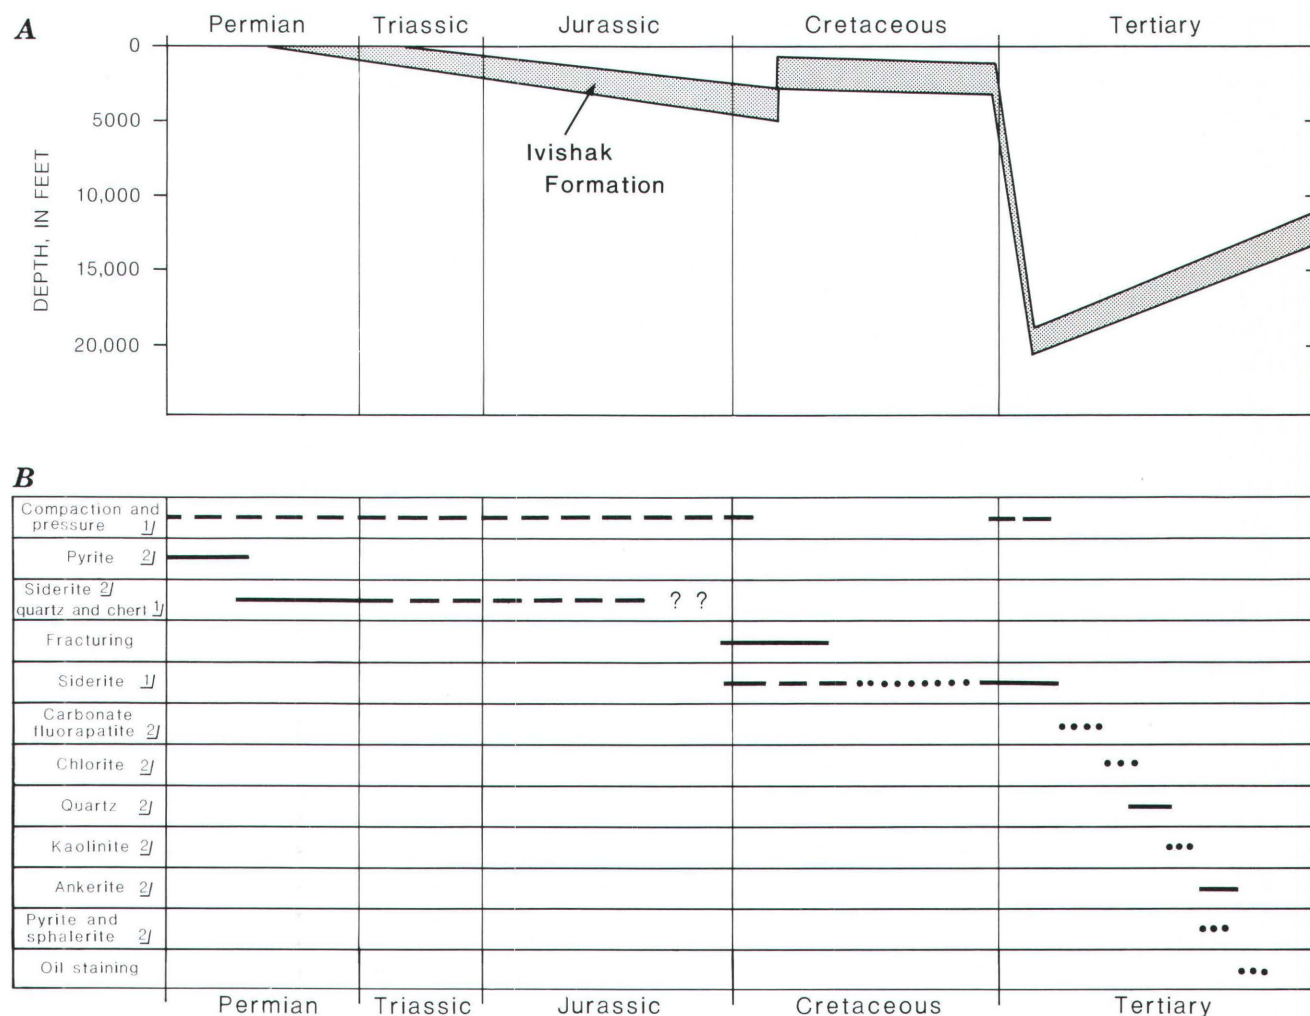 A
Permian Triassic Jurassic Cretaceous Tertiary
0
5000
10,000
15,000
20,000
DEPTH, IN FEET
Ivishak
Formation
B
Compaction and
pressure 1/
Pyrite 2/
Siderite 2/
quartz and chert 1/
? ?
Fracturing
Siderite 1/
Carbonate
fluorapatite 2/
Chlorite 2/
Quartz 2/
Kaolinite 2/
Ankerite 2/
Pyrite and
sphalerite 2/
Oil staining
Permian Triassic Jurassic Cretaceous Tertiary